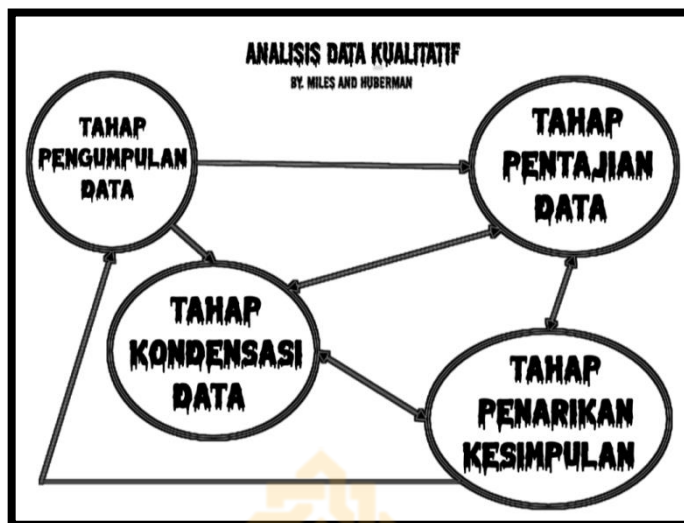 ANALISIS DATA KUALITATIF
BY. MILES AND HUBERMAN
TAHAP
PENGUMPULAN
DATA
TAHAP
PENTAJIAN
DATA
TAHAP
KONDENSASI
DATA
TAHAP
PENARIKAN
KESIMPULAN